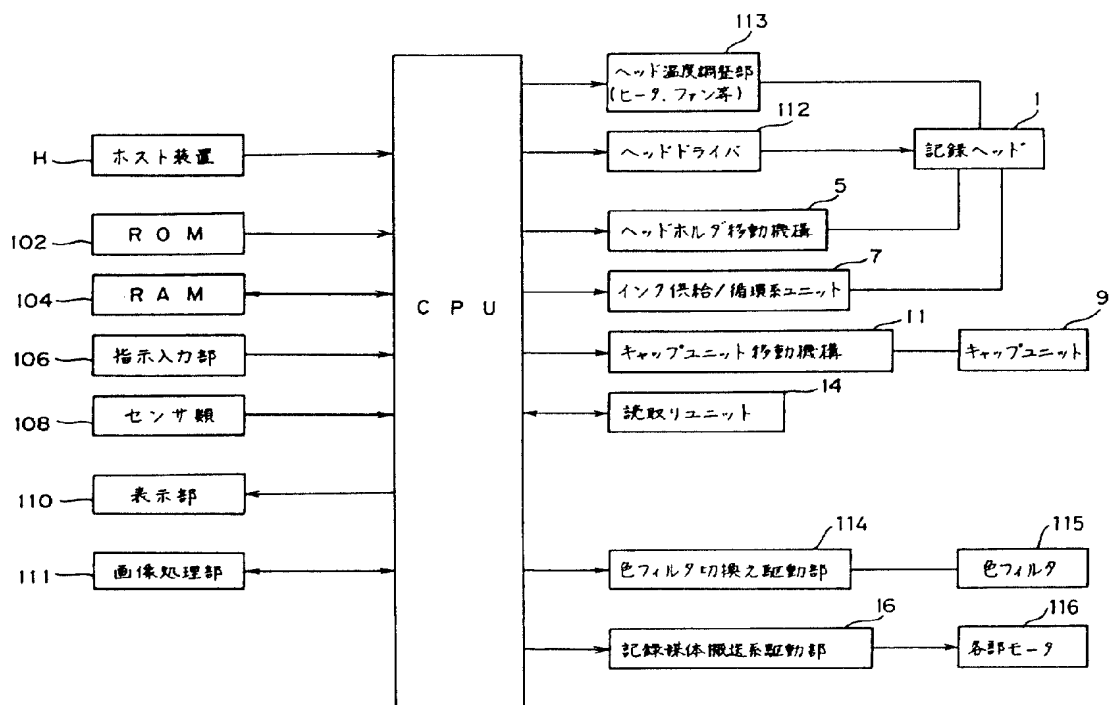 113
ヘッド温度調整部
(ヒータ、ファン等)
112
1
H
ホスト装置
ヘッドドライバ
記録ヘッド
5
102
ROM
ヘッドホルダ移動機構
7
104
RAM
CPU
インク供給/循環系ユニット
11
9
106
指示入力部
キャップユニット移動機構
キャップユニット
14
108
センサ類
読取りユニット
110
表示部
114
115
111
画像処理部
色フィルタ切換え駆動部
色フィルタ
16
116
記録媒体搬送系駆動部
各部モータ